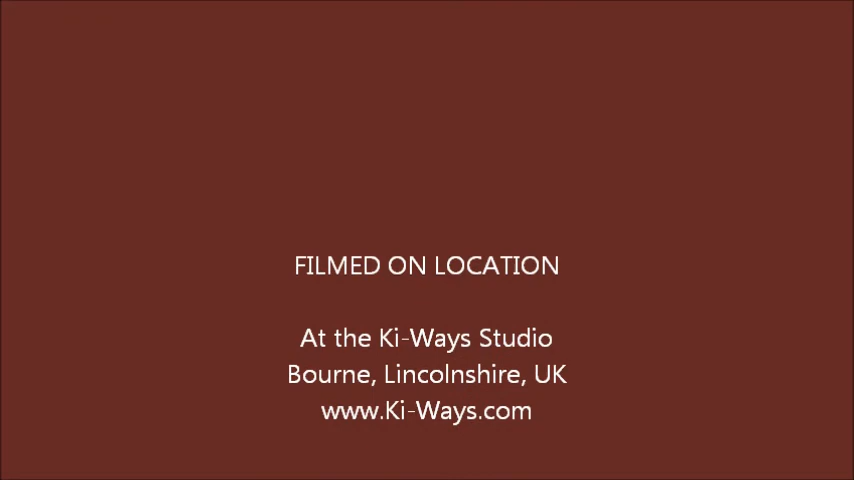 FILMED ON LOCATION
At the Ki-Ways Studio
Bourne, Lincolnshire, UK
www.Ki-Ways.com